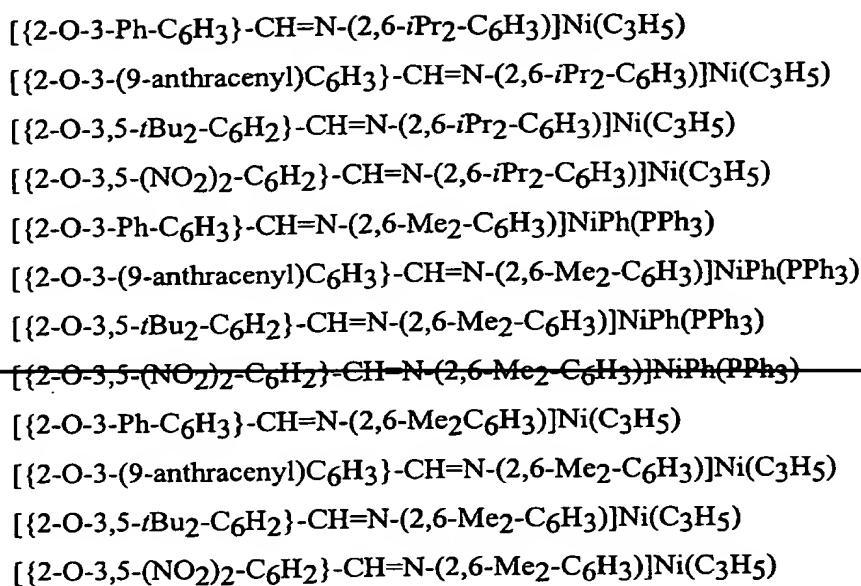 [{2-O-3-Ph-C6H3}-CH=N-(2,6-iPr2-C6H3)]Ni(C3H5)
[{2-O-3-(9-anthracenyl)C6H3}-CH=N-(2,6-iPr2-C6H3)]Ni(C3H5)
[{2-O-3,5-tBu2-C6H2}-CH=N-(2,6-iPr2-C6H3)]Ni(C3H5)
[{2-O-3,5-(NO2)2-C6H2}-CH=N-(2,6-iPr2-C6H3)]Ni(C3H5)
[{2-O-3-Ph-C6H3}-CH=N-(2,6-Me2-C6H3)]NiPh(PPh3)
[{2-O-3-(9-anthracenyl)C6H3}-CH=N-(2,6-Me2-C6H3)]NiPh(PPh3)
[{2-O-3,5-tBu2-C6H2}-CH=N-(2,6-Me2-C6H3)]NiPh(PPh3)
[{2-O-3,5-(NO2)2-C6H2}-CH=N-(2,6-Me2-C6H3)]NiPh(PPh3)
[{2-O-3-Ph-C6H3}-CH=N-(2,6-Me2C6H3)]Ni(C3H5)
[{2-O-3-(9-anthracenyl)C6H3}-CH=N-(2,6-Me2-C6H3)]Ni(C3H5)
[{2-O-3,5-tBu2-C6H2}-CH=N-(2,6-Me2-C6H3)]Ni(C3H5)
[{2-O-3,5-(NO2)2-C6H2}-CH=N-(2,6-Me2-C6H3)]Ni(C3H5)